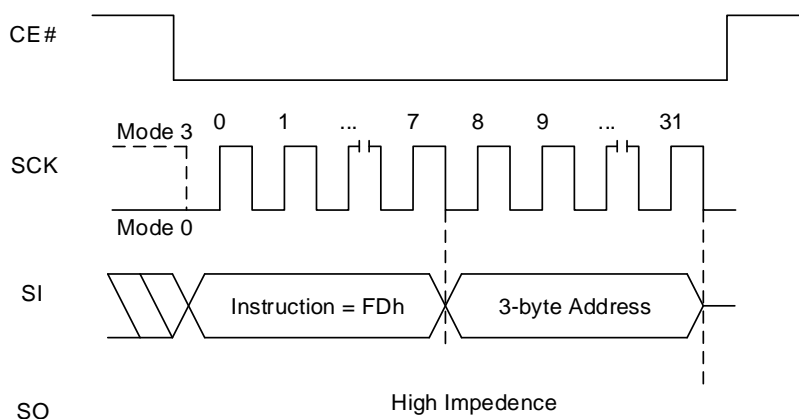 CE#
0 1 ... 7 8 9 ... 31
Mode 3
SCK
Mode 0
SI
Instruction = FDh
3-byte Address
High Impedence
SO